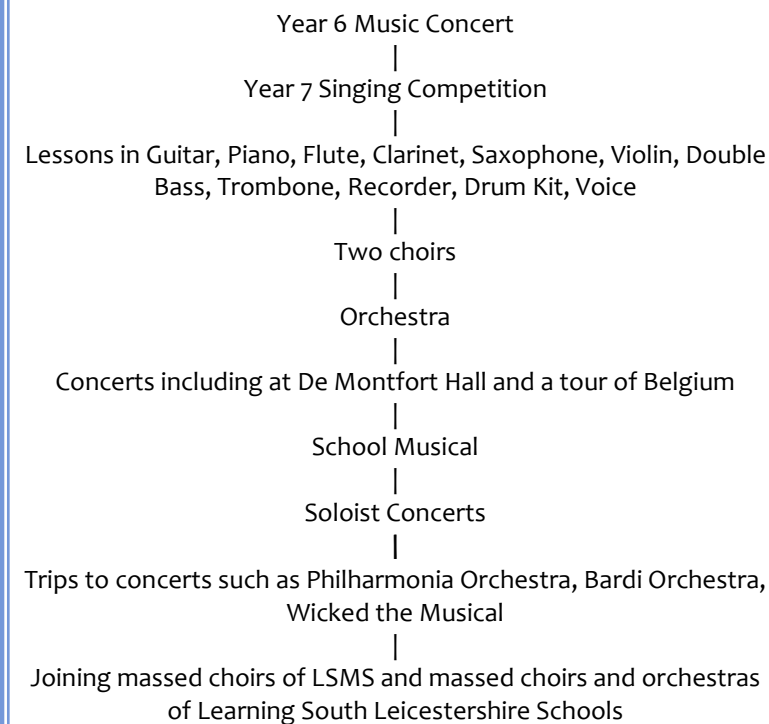 Year 6 Music Concert
|
Year 7 Singing Competition
|
Lessons in Guitar, Piano, Flute, Clarinet, Saxophone, Violin, Double
Bass, Trombone, Recorder, Drum Kit, Voice
|
Two choirs
|
Orchestra
|
Concerts including at De Montfort Hall and a tour of Belgium
|
School Musical
|
Soloist Concerts
|
Trips to concerts such as Philharmonia Orchestra, Bardi Orchestra,
Wicked the Musical
|
Joining massed choirs of LSMS and massed choirs and orchestras
of Learning South Leicestershire Schools